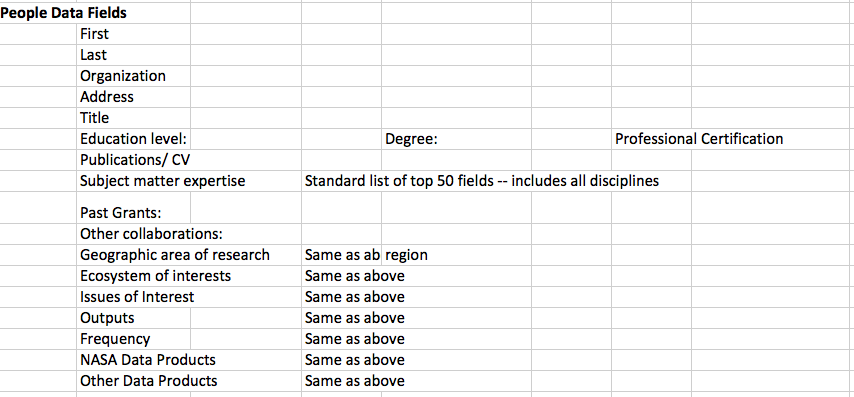 People Data Fields
First
Last
Organization
Address
Title
Education level: Degree: Professional Certification
Publications/ CV
Subject matter expertise Standard list of top 50 fields -- includes all disciplines
Past Grants:
Other collaborations:
Geographic area of research Same as ab region
Ecosystem of interests Same as above
Issues of Interest Same as above
Outputs Same as above
Frequency Same as above
NASA Data Products Same as above
Other Data Products Same as above